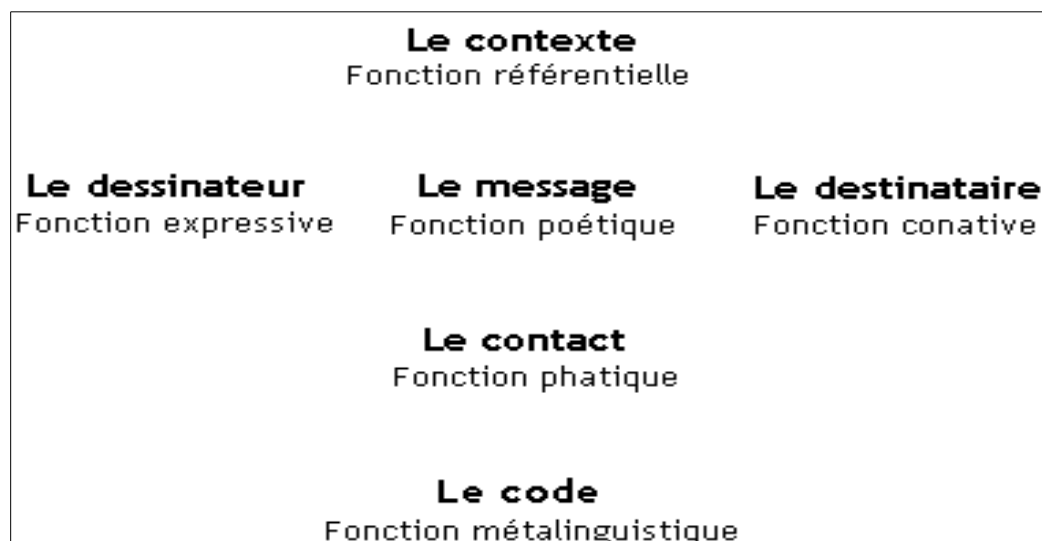 Le contexte
Fonction référentielle
Le dessinateur
Fonction expressive
Le message
Fonction poétique
Le destinataire
Fonction conative
Le contact
Fonction phatique
Le code
Fonction métalinguistique